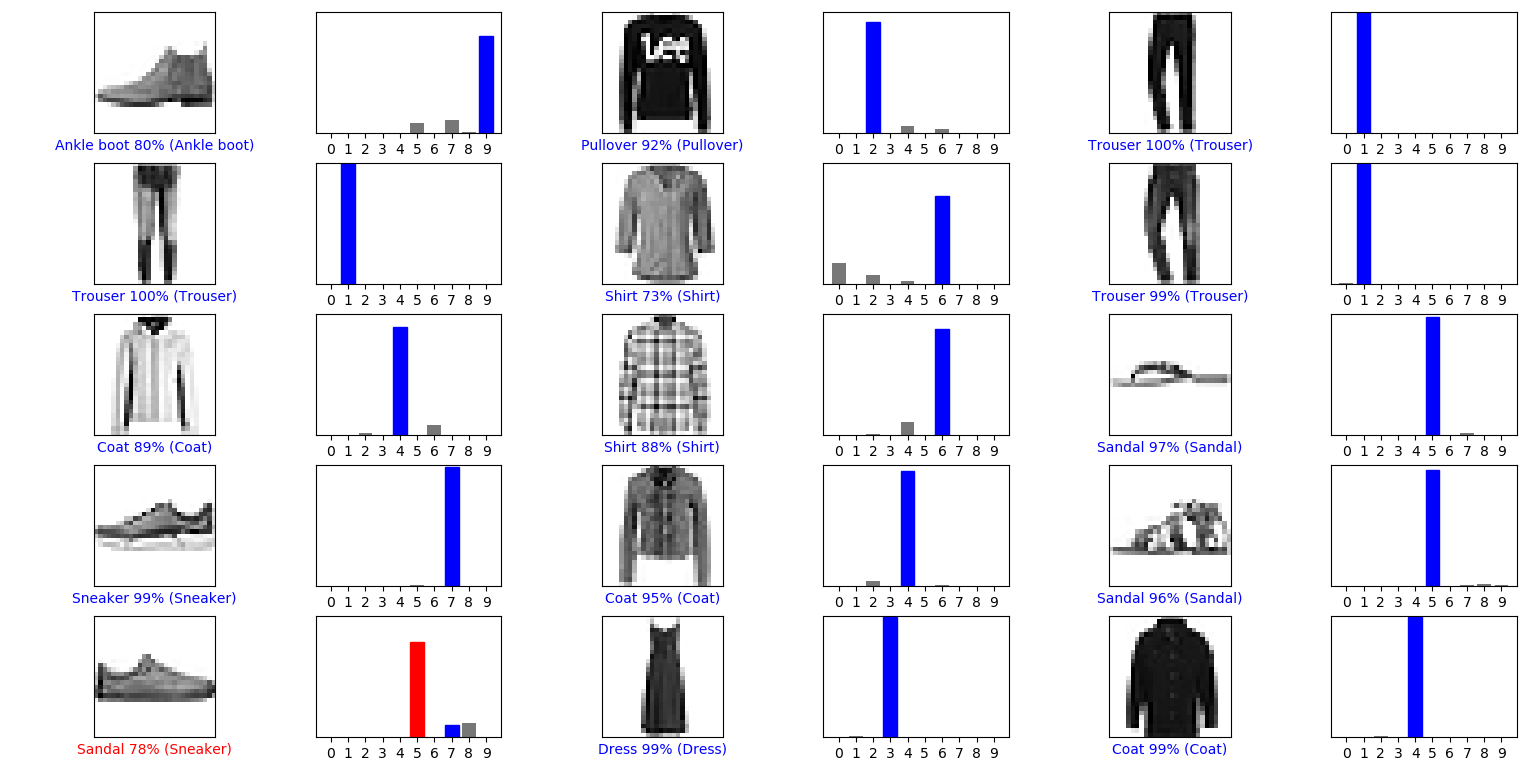 Lee
Ankle boot 80% (Ankle boot)
0 1 2 3 4 5 6 7 8 9
Pullover 92% (Pullover)
0 1 2 3 4 5 6 7 8 9
Trouser 100% (Trouser)
0 1 2 3 4 5 6 7 8 9
Trouser 100% (Trouser)
0 1 2 3 4 5 6 7 8 9
Shirt 73% (Shirt)
0 1 2 3 4 5 6 7 8 9
Trouser 99% (Trouser)
0 1 2 3 4 5 6 7 8 9
Coat 89% (Coat)
0 1 2 3 4 5 6 7 8 9
Shirt 88% (Shirt)
0 1 2 3 4 5 6 7 8 9
Sandal 97% (Sandal)
0 1 2 3 4 5 6 7 8 9
Sneaker 99% (Sneaker)
0 1 2 3 4 5 6 7 8 9
Coat 95% (Coat)
0 1 2 3 4 5 6 7 8 9
Sandal 96% (Sandal)
0 1 2 3 4 5 6 7 8 9
Sandal 78% (Sneaker)
0 1 2 3 4 5 6 7 8 9
Dress 99% (Dress)
0 1 2 3 4 5 6 7 8 9
Coat 99% (Coat)
0 1 2 3 4 5 6 7 8 9